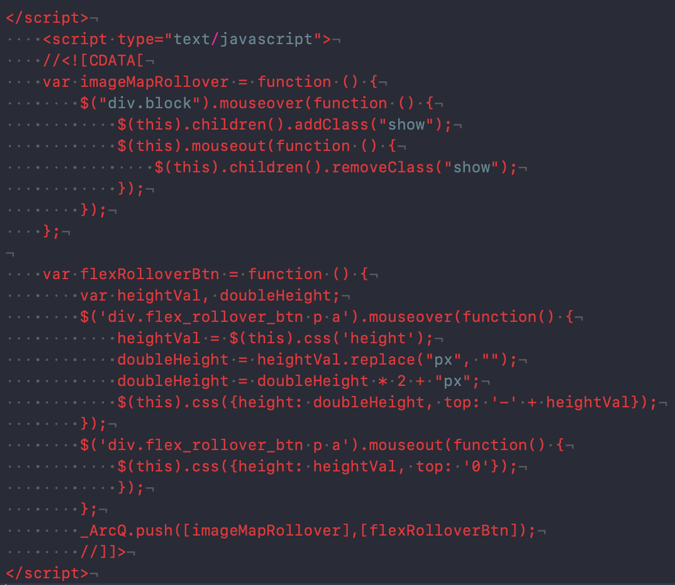 </script>
    <script type="text/javascript">
    //<![CDATA[
    var imageMapRollover = function () {
        $("div.block").mouseover(function () {
            $(this).children().addClass("show");
            $(this).mouseout(function () {
                $(this).children().removeClass("show");
            });
        });
    };

    var flexRolloverBtn = function () {
        var heightVal, doubleHeight;
        $('div.flex_rollover_btn p a').mouseover(function() {
            heightVal = $(this).css('height');
            doubleHeight = heightVal.replace("px", "");
            doubleHeight = doubleHeight * 2 + "px";
            $(this).css({height: doubleHeight, top: '-' + heightVal});
        });
        $('div.flex_rollover_btn p a').mouseout(function() {
            $(this).css({height: heightVal, top: '0'});
            });
        };
        _ArcQ.push([imageMapRollover],[flexRolloverBtn]);
        //]]>
</script>